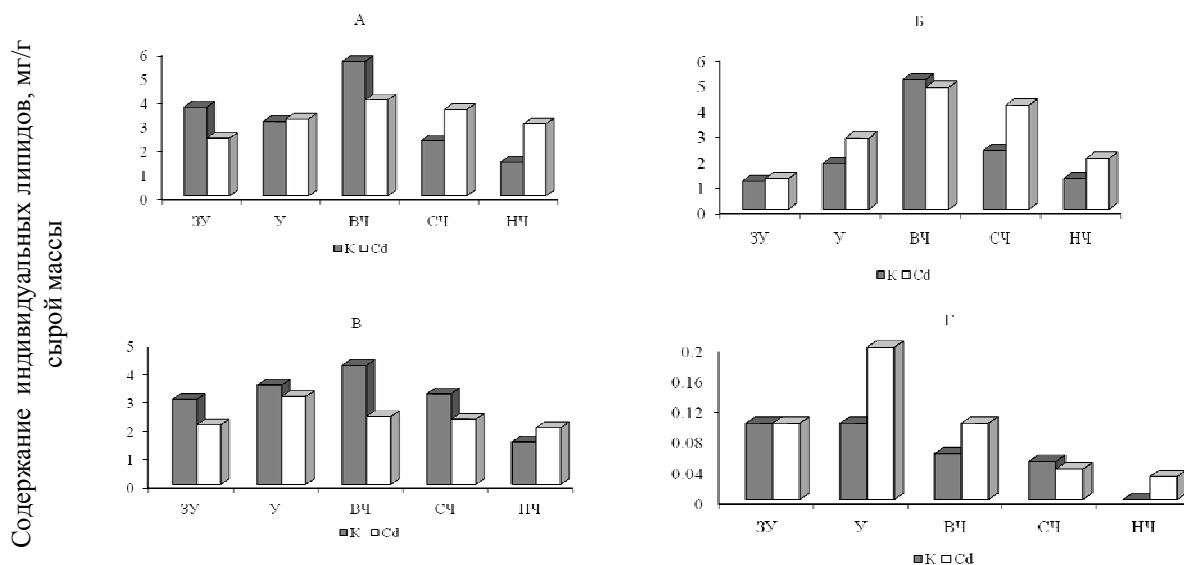 Содержание индивидуальных липидов, мг/г
сырой массы
А
6
5
4
3
2
1
0
ЗУ У ВЧ СЧ НЧ
К Cd
Б
6
5
4
3
2
1
0
ЗУ У ВЧ СЧ НЧ
К Cd
В
5
4
3
2
1
0
ЗУ У ВЧ СЧ НЧ
К Cd
Г
0.2
0.16
0.12
0.08
0.04
0
ЗУ У ВЧ СЧ НЧ
К Cd